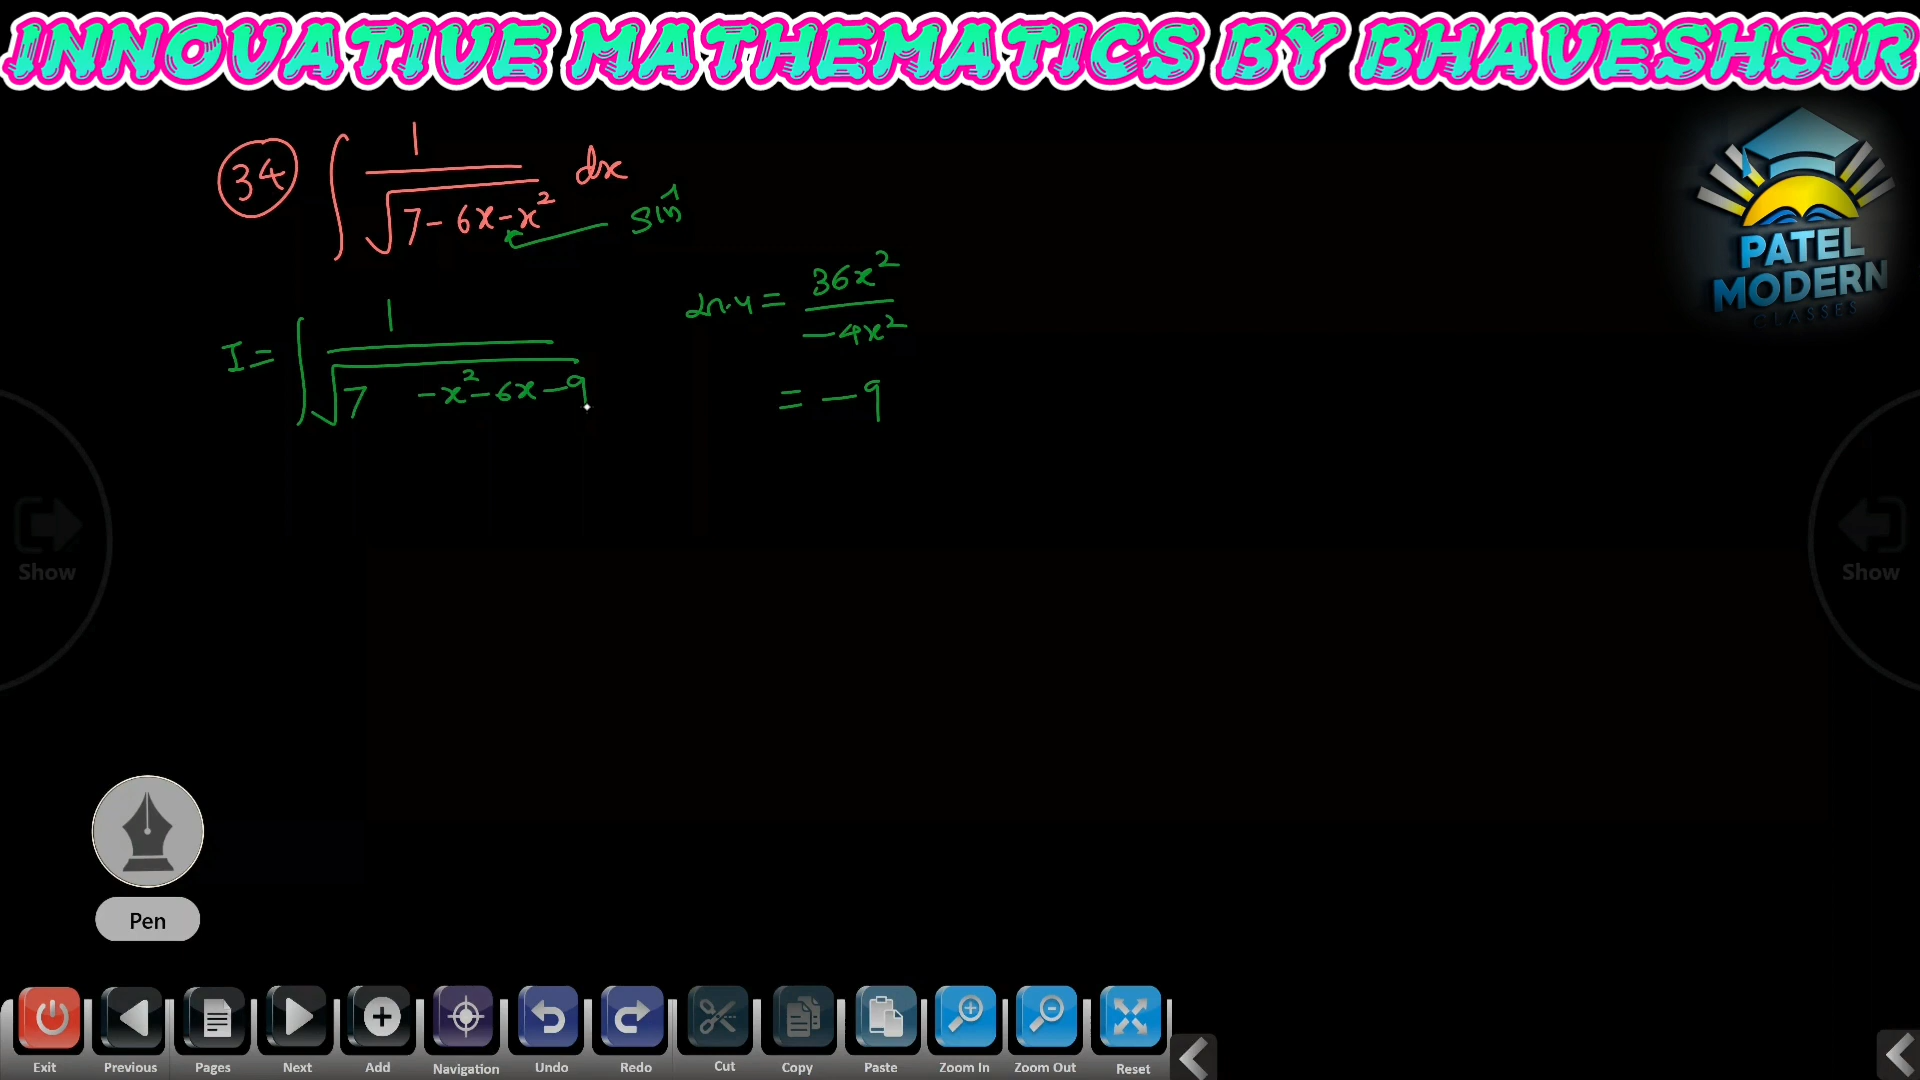 INNOVATIVE MATHEMATICS BY BHAVESHSIR
34 ∫ 1 / √(7 - 6x - x²) dx
sin⁻¹
I = ∫ 1 / √(7 - x² - 6x - 9
= 36x² / -4x²
= -9
PATEL
MODERN
CLASSES
Show
Show
Pen
Exit Previous Pages Next Add Navigation Undo Redo Cut Copy Paste Zoom In Zoom Out Reset